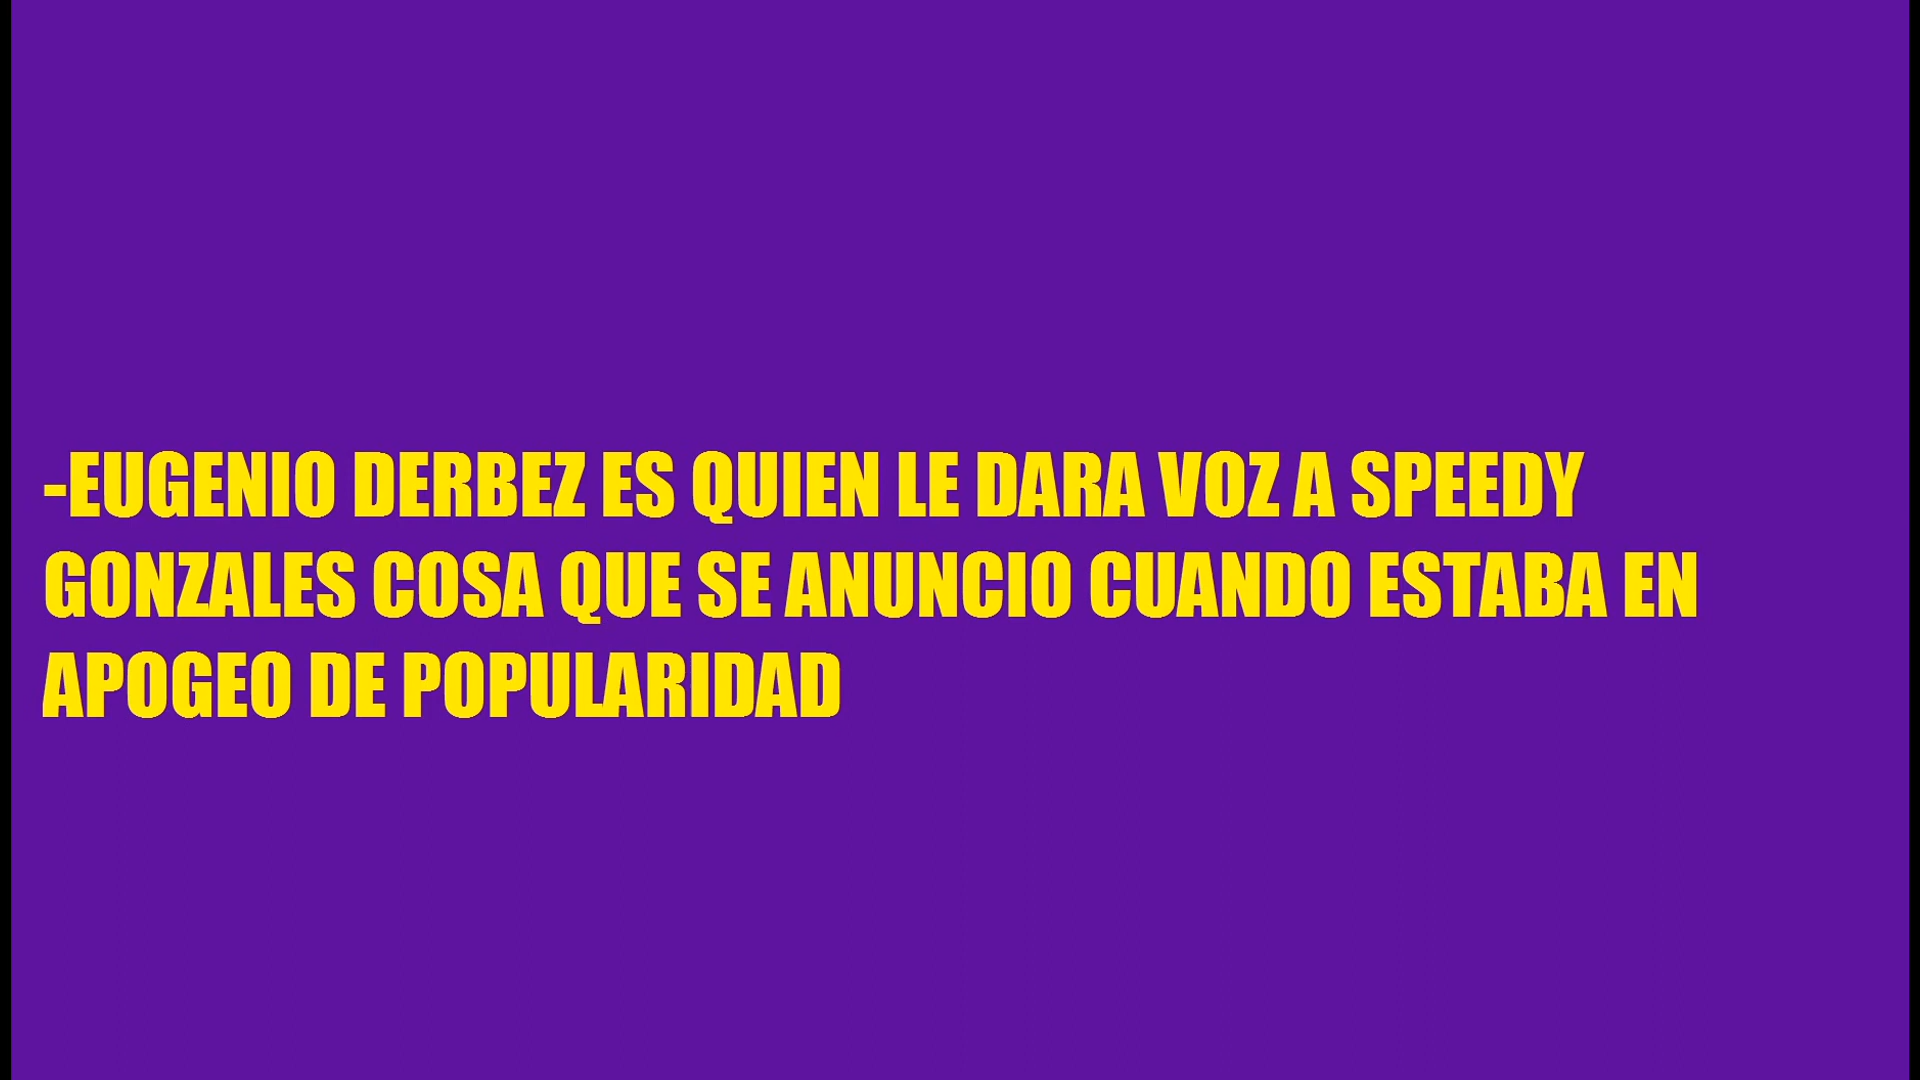 -EUGENIO DERBEZ ES QUIEN LE DARA VOZ A SPEEDY
GONZALES COSA QUE SE ANUNCIO CUANDO ESTABA EN
APOGEO DE POPULARIDAD